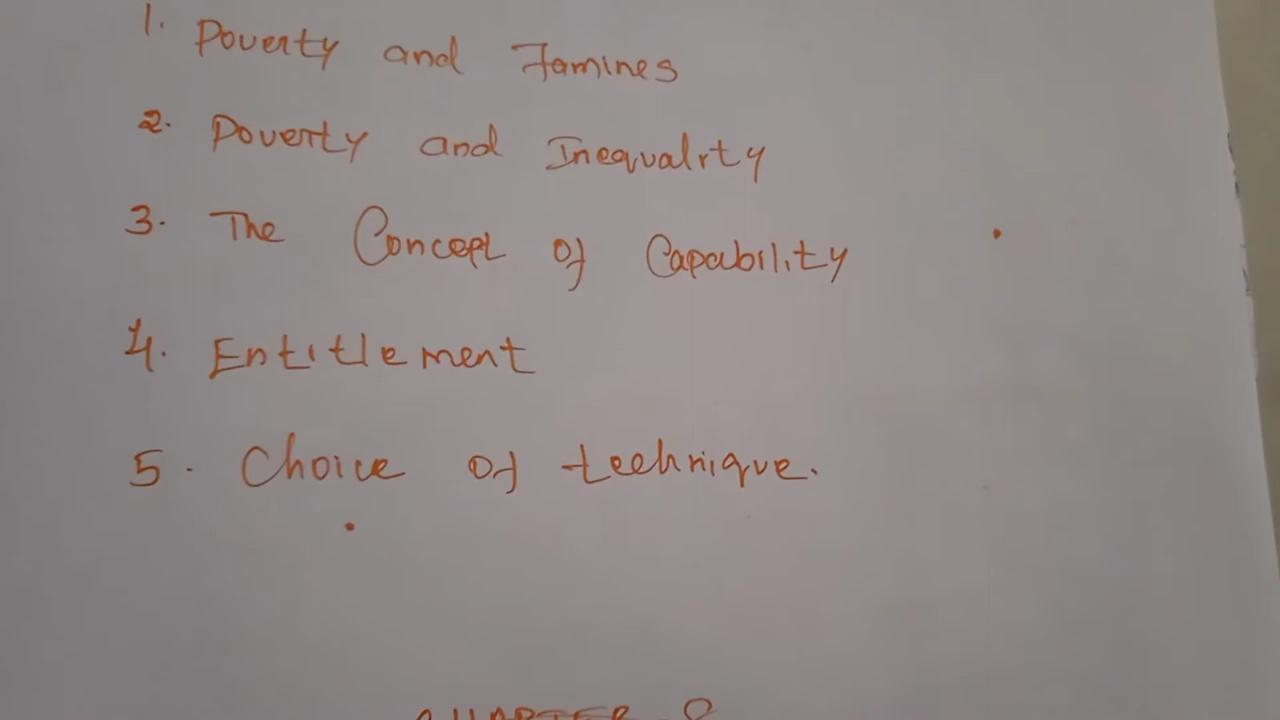 1. Poverty and Famines
2. Poverty and Inequality
3. The Concept of Capability
4. Entitlement
5. Choice of technique.
CHAPTER